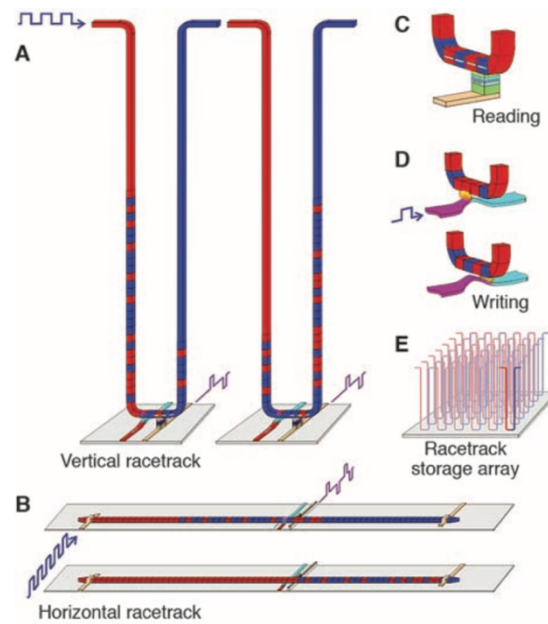 A
Vertical racetrack
B
Horizontal racetrack
C
Reading
D
Writing
E
Racetrack
storage array